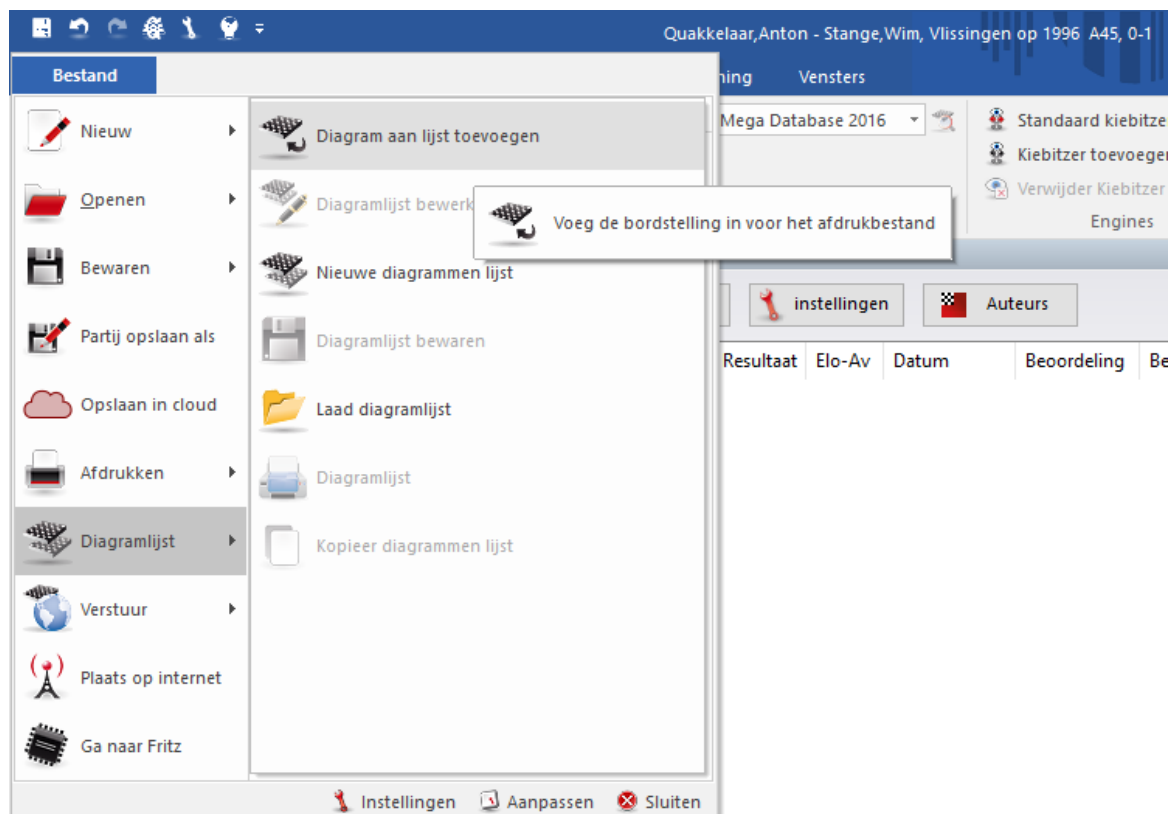 Quakkelaar,Anton - Stange,Wim, Vlissingen op 1996 A45, 0-1
Bestand
Vensters
Nieuw
Openen
Bewaren
Partij opslaan als
Opslaan in cloud
Afdrukken
Diagramlijst
Verstuur
Plaats op internet
Ga naar Fritz
Diagram aan lijst toevoegen
Diagramlijst bewerk
Voeg de bordstelling in voor het afdrukbestand
Nieuwe diagrammen lijst
Diagramlijst bewaren
Laad diagramlijst
Diagramlijst
Kopieer diagrammen lijst
Instellingen Aanpassen Sluiten
Mega Database 2016
Standaard kiebitze
Kiebitzer toevoegen
Verwijder Kiebitzer
Engines
instellingen Auteurs
Resultaat Elo-Av Datum Beoordeling Be